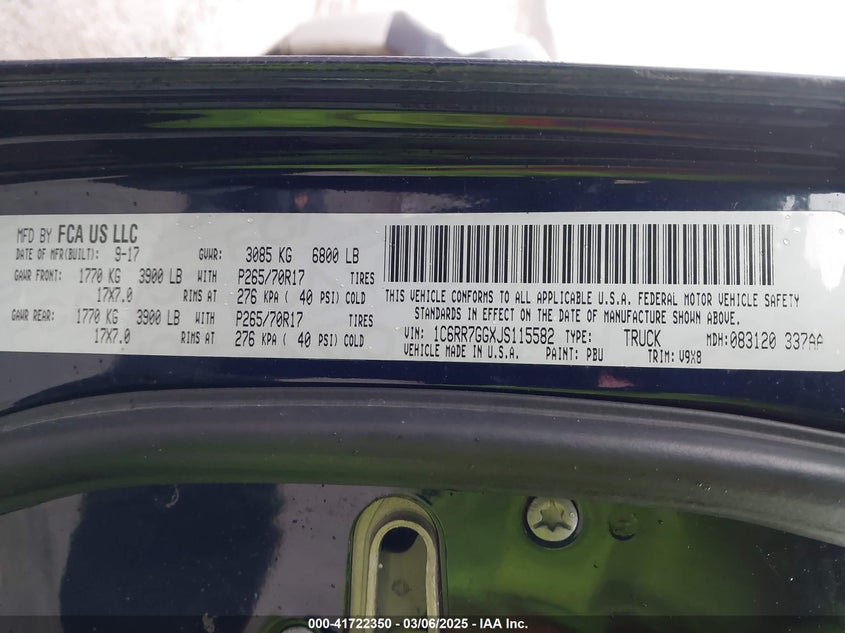 MFD BY FCA US LLC
DATE OF MFR(BUILT): 9-17 GVWR: 3085 KG 6800 LB
GAWR FRONT: 1770 KG 3900 LB WITH P265/70R17 TIRES
17X7.0 RIMS AT 276 KPA ( 40 PSI) COLD
GAWR REAR: 1770 KG 3900 LB WITH P265/70R17 TIRES
17X7.0 RIMS AT 276 KPA ( 40 PSI) COLD
THIS VEHICLE CONFORMS TO ALL APPLICABLE U.S.A. FEDERAL MOTOR VEHICLE SAFETY
STANDARDS IN EFFECT ON THE DATE OF MANUFACTURE SHOWN ABOVE.
VIN: 1C6RR7GGXJS115582 TYPE: TRUCK MDH: 083120 337AA
VEHICLE MADE IN U.S.A. PAINT: PBU TRIM: V9X8
000-41722350 — 03/06/2025 — IAA Inc.